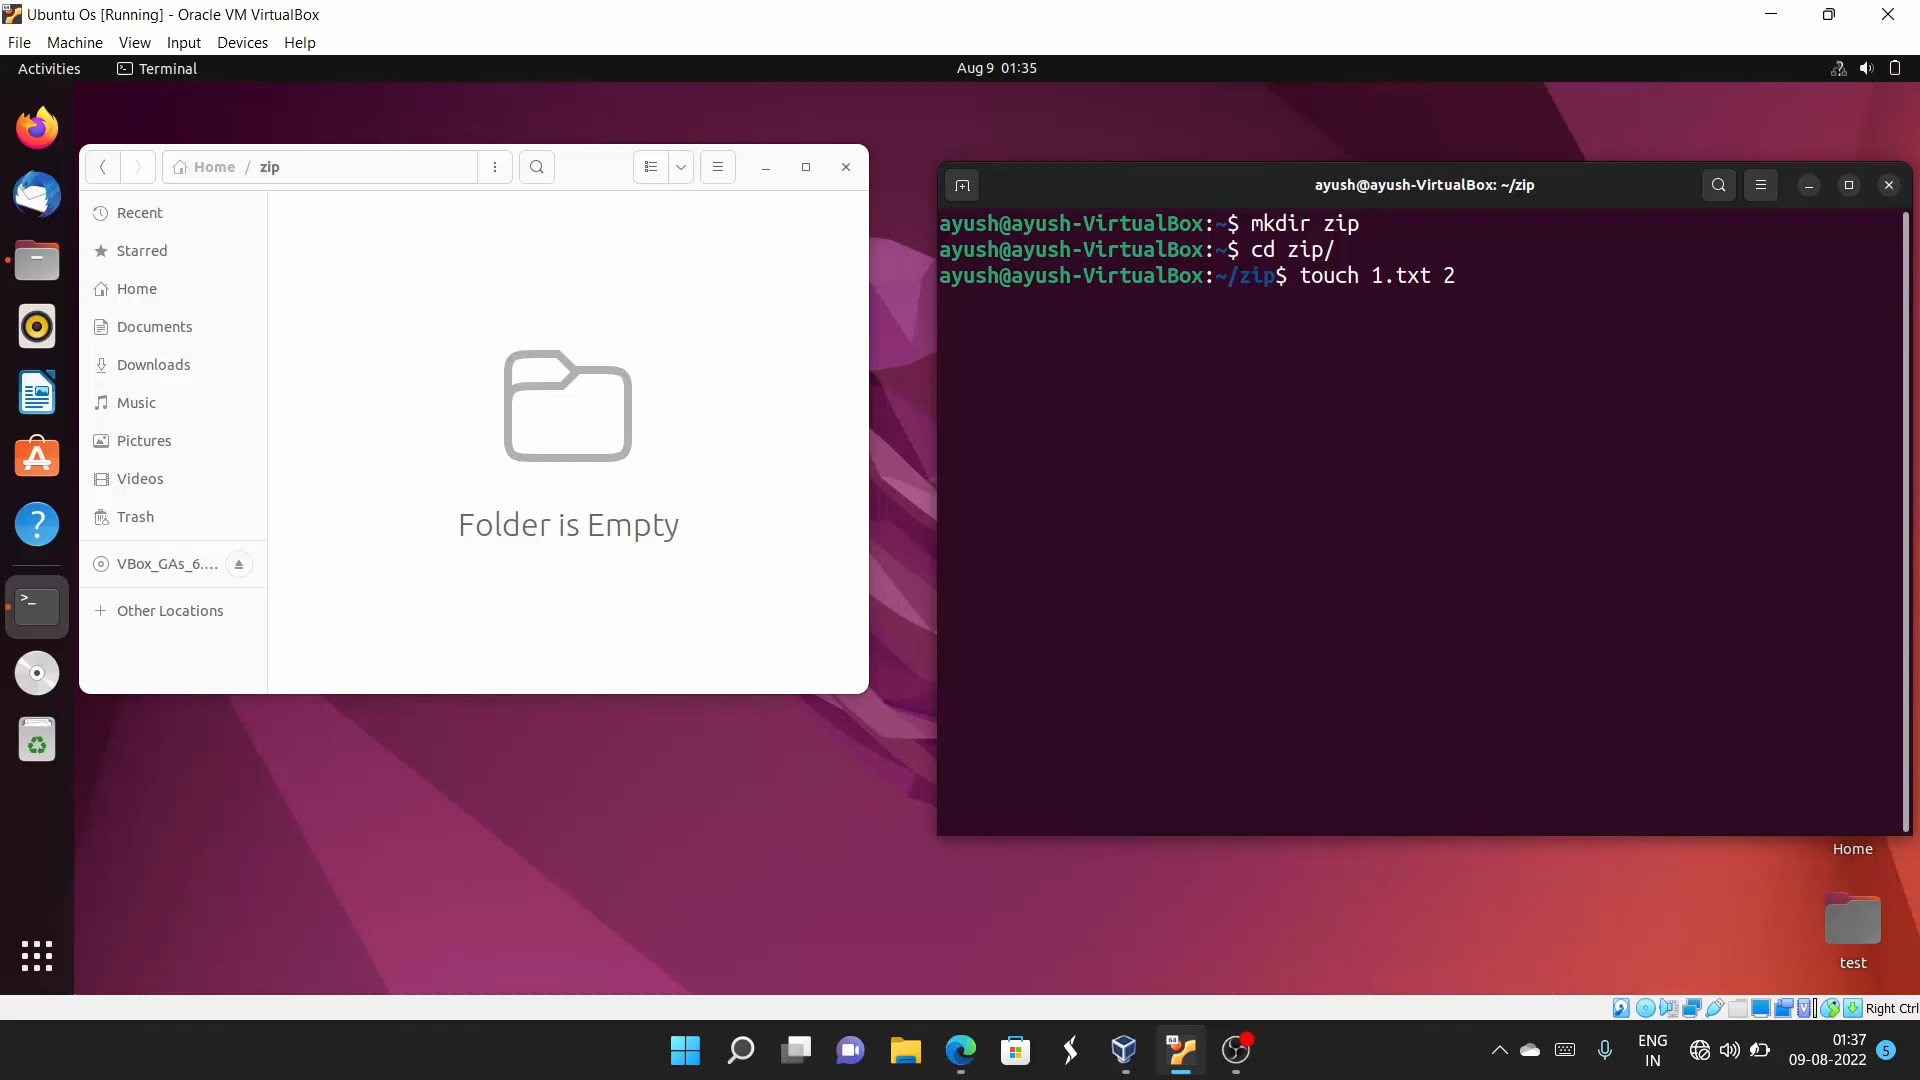 Ubuntu Os [Running] - Oracle VM VirtualBox
File Machine View Input Devices Help
Activities Terminal Aug 9 01:35
Home / zip
Recent
Starred
Home
Documents
Downloads
Music
Pictures
Videos
Trash
VBox_GAs_6....
+ Other Locations
Folder is Empty
ayush@ayush-VirtualBox: ~/zip
ayush@ayush-VirtualBox:~$ mkdir zip
ayush@ayush-VirtualBox:~$ cd zip/
ayush@ayush-VirtualBox:~/zip$ touch 1.txt 2
Home
test
Right Ctrl
ENG
IN
01:37
09-08-2022
5